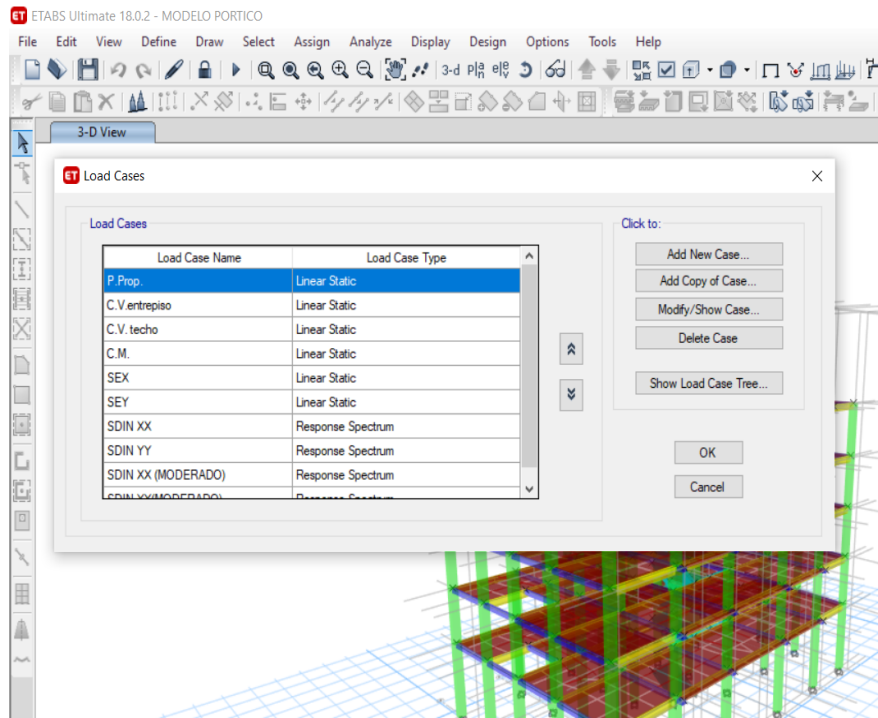 ET ETABS Ultimate 18.0.2 - MODELO PORTICO
File Edit View Define Draw Select Assign Analyze Display Design Options Tools Help
3-d
3-D View
ET Load Cases
Load Cases
Load Case Name Load Case Type
P.Prop. Linear Static
C.V.entrepiso Linear Static
C.V. techo Linear Static
C.M. Linear Static
SEX Linear Static
SEY Linear Static
SDIN XX Response Spectrum
SDIN YY Response Spectrum
SDIN XX (MODERADO) Response Spectrum
Click to:
Add New Case...
Add Copy of Case...
Modify/Show Case...
Delete Case
Show Load Case Tree...
OK
Cancel